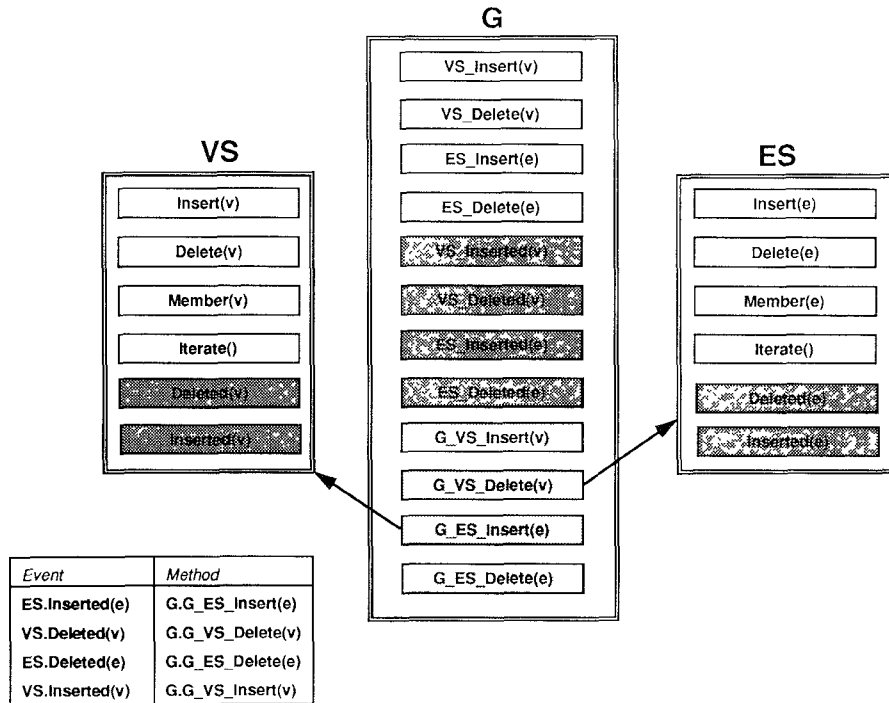 G
VS_Insert(v)
VS_Delete(v)
ES_Insert(e)
ES_Delete(e)
VS_Inserted(v)
VS_Deleted(v)
ES_Inserted(e)
ES_Deleted(e)
G_VS_Insert(v)
G_VS_Delete(v)
G_ES_Insert(e)
G_ES_Delete(e)
VS
Insert(v)
Delete(v)
Member(v)
Iterate()
Deleted(v)
Inserted(v)
ES
Insert(e)
Delete(e)
Member(e)
Iterate()
Deleted(e)
Inserted(e)
Event Method
ES.Inserted(e) G.G_ES_Insert(e)
VS.Deleted(v) G.G_VS_Delete(v)
ES.Deleted(e) G.G_ES_Delete(e)
VS.Inserted(v) G.G_VS_Insert(v)